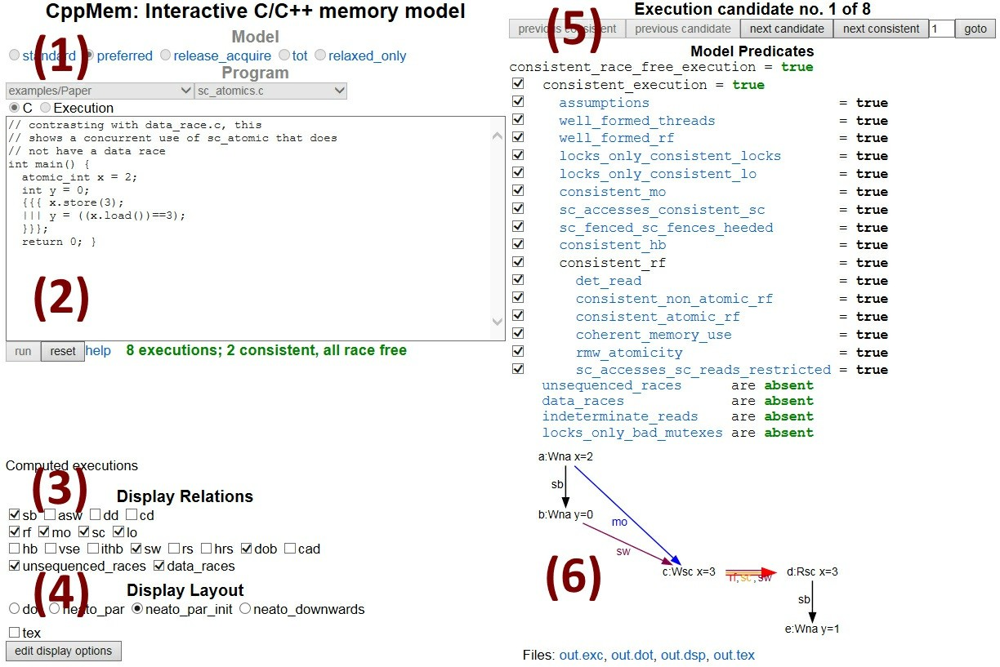 CppMem: Interactive C/C++ memory model
(1)
Model
standard preferred release_acquire tot relaxed_only
Program
examples/Paper sc_atomics.c
C Execution
// contrasting with data_race.c, this
// shows a concurrent use of sc_atomic that does
// not have a data race
int main() {
atomic_int x = 2;
int y = 0;
{{{ x.store(3);
||| y = ((x.load())==3);
}}};
return 0; }
(2)
run reset help 8 executions; 2 consistent, all race free
Computed executions
(3)
Display Relations
sb asw dd cd
rf mo sc lo
hb vse ithb sw rs hrs dob cad
unsequenced_races data_races
(4)
Display Layout
dot neato_par neato_par_init neato_downwards
tex
edit display options
Execution candidate no. 1 of 8
(5)
previous consistent previous candidate next candidate next consistent 1 goto
Model Predicates
consistent_race_free_execution = true
consistent_execution = true
assumptions = true
well_formed_threads = true
well_formed_rf = true
locks_only_consistent_locks = true
locks_only_consistent_lo = true
consistent_mo = true
sc_accesses_consistent_sc = true
sc_fenced_sc_fences_heeded = true
consistent_hb = true
consistent_rf = true
det_read = true
consistent_non_atomic_rf = true
consistent_atomic_rf = true
coherent_memory_use = true
rmw_atomicity = true
sc_accesses_sc_reads_restricted = true
unsequenced_races are absent
data_races are absent
indeterminate_reads are absent
locks_only_bad_mutexes are absent
a:Wna x=2
sb
b:Wna y=0
mo
sw
(6)
c:Wsc x=3 rf,sc,sw d:Rsc x=3
sb
e:Wna y=1
Files: out.exc, out.dot, out.dsp, out.tex